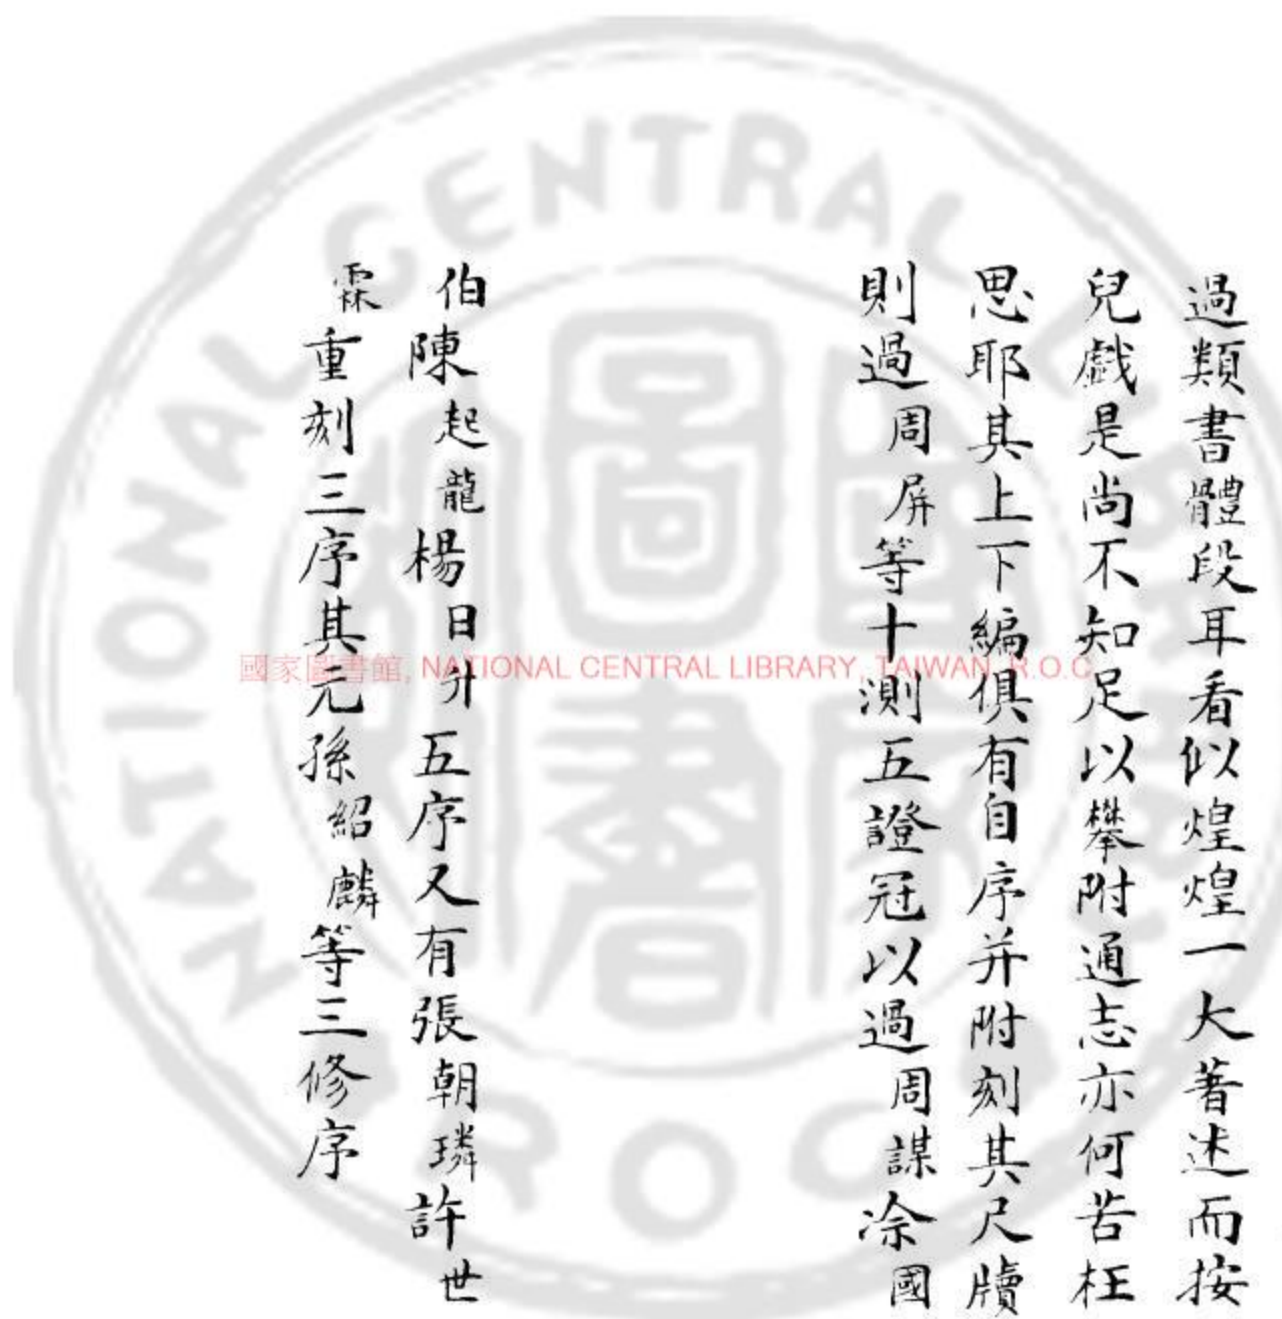 過類書體段耳看似煌煌一大著述而按
兒戲是尚不知足以攀附通志亦何苦枉
思耶其上下編俱有自序并附刻其尺牘
則過周屏等十測五證冠以過周謀凃國
伯陳起龍楊日升五序又有張朝璘許世
霖重刻三序其元孫紹麟等三修序
國家圖書館, NATIONAL CENTRAL LIBRARY, TAIWAN, R.O.C.
NATIONAL CENTRAL
R O C
圖
書